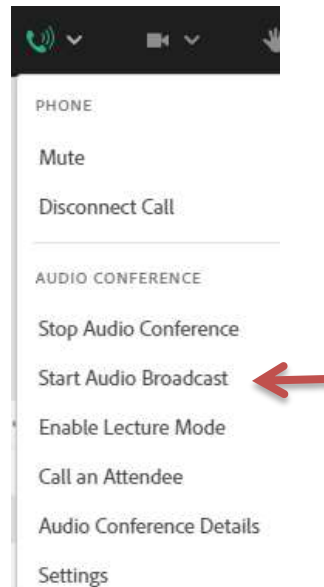 PHONE
Mute
Disconnect Call
AUDIO CONFERENCE
Stop Audio Conference
Start Audio Broadcast
Enable Lecture Mode
Call an Attendee
Audio Conference Details
Settings